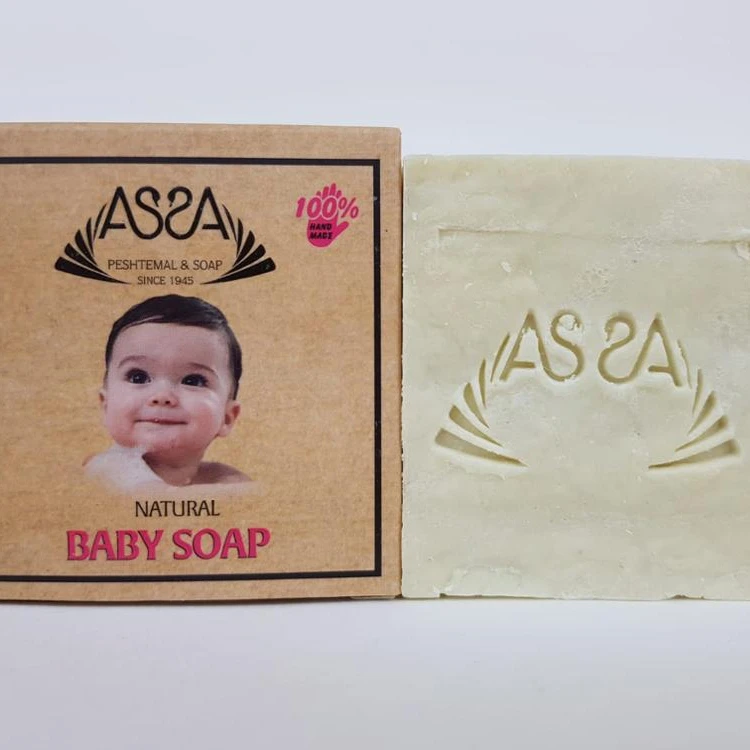 ASSA
PESHTEMAL & SOAP
SINCE 1945
100%
HAND
MADE
NATURAL
BABY SOAP
ASSA